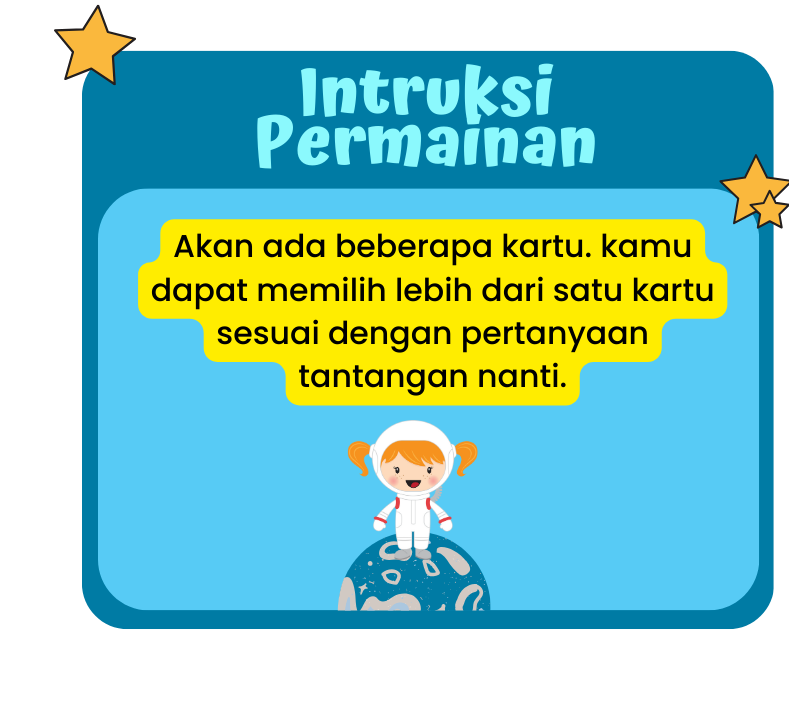 Intruksi
Permainan
Akan ada beberapa kartu. kamu
dapat memilih lebih dari satu kartu
sesuai dengan pertanyaan
tantangan nanti.